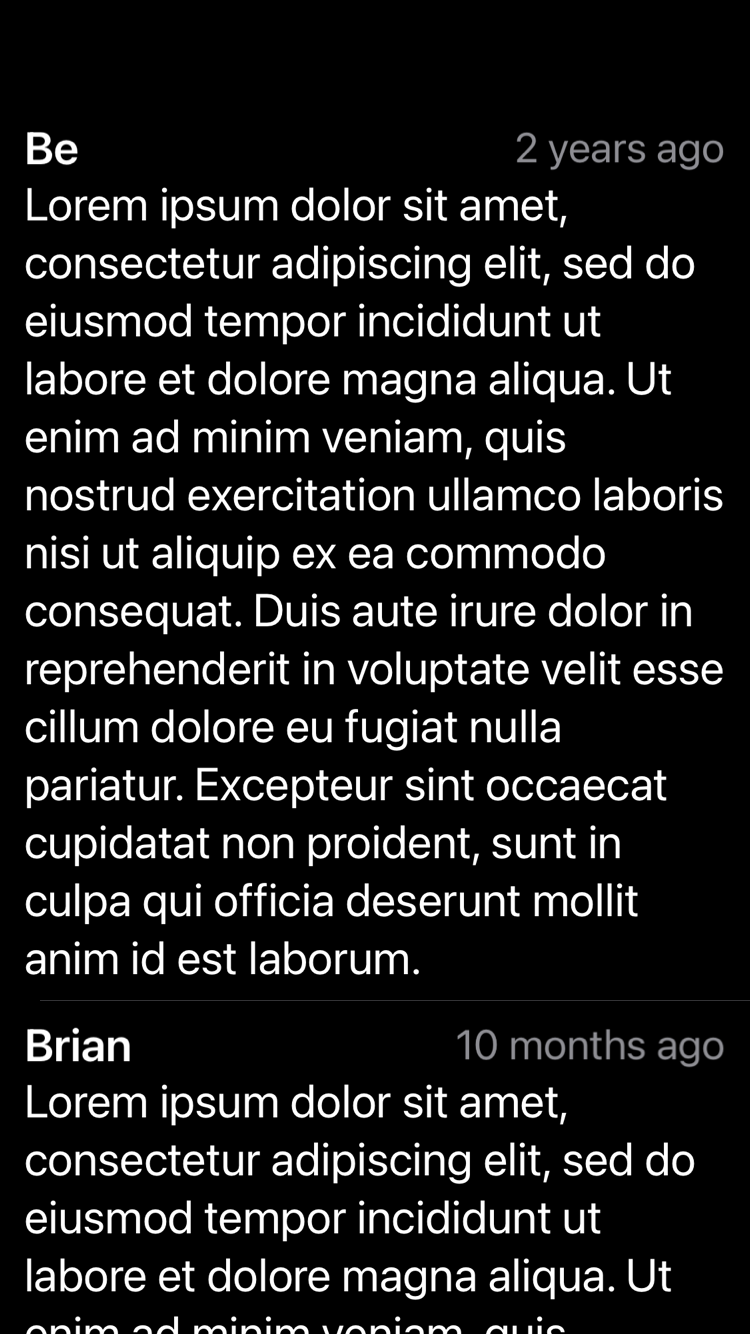 Be 2 years ago
Lorem ipsum dolor sit amet,
consectetur adipiscing elit, sed do
eiusmod tempor incididunt ut
labore et dolore magna aliqua. Ut
enim ad minim veniam, quis
nostrud exercitation ullamco laboris
nisi ut aliquip ex ea commodo
consequat. Duis aute irure dolor in
reprehenderit in voluptate velit esse
cillum dolore eu fugiat nulla
pariatur. Excepteur sint occaecat
cupidatat non proident, sunt in
culpa qui officia deserunt mollit
anim id est laborum.
Brian 10 months ago
Lorem ipsum dolor sit amet,
consectetur adipiscing elit, sed do
eiusmod tempor incididunt ut
labore et dolore magna aliqua. Ut
enim ad minim veniam, quis